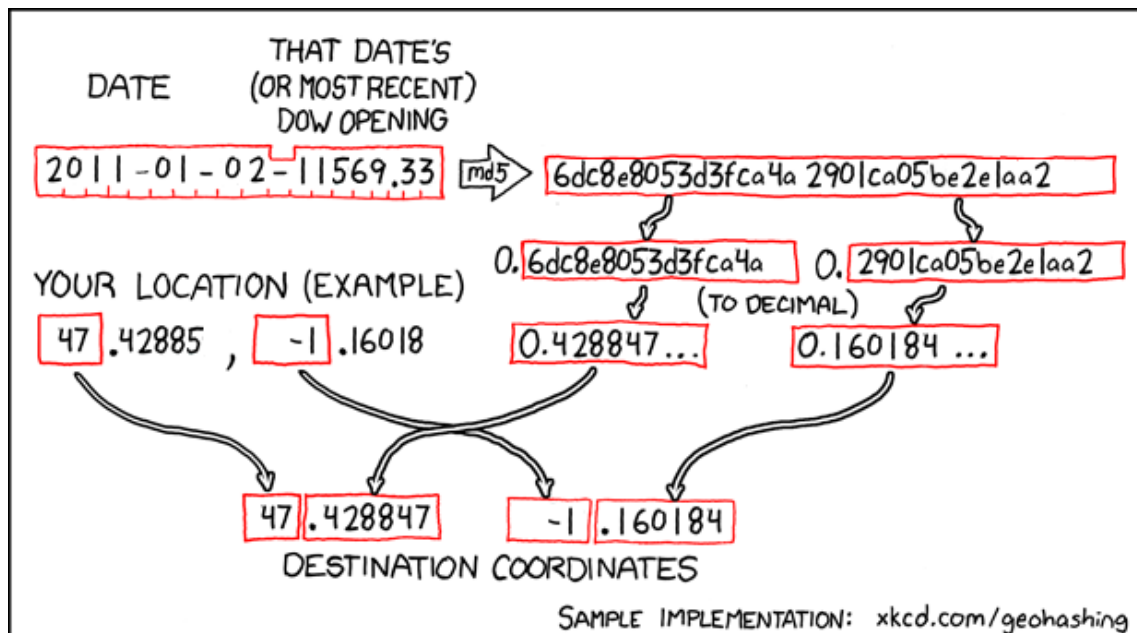 DATE
THAT DATE'S
(OR MOST RECENT)
DOW OPENING
2011-01-02-11569.33
md5
6dc8e8053d3fca4a 2901ca05be2e1aa2
0.6dc8e8053d3fca4a
0.2901ca05be2e1aa2
(TO DECIMAL)
YOUR LOCATION (EXAMPLE)
47.42885, -1.16018
0.428847...
0.160184...
47.428847
-1.160184
DESTINATION COORDINATES
SAMPLE IMPLEMENTATION: xkcd.com/geohashing